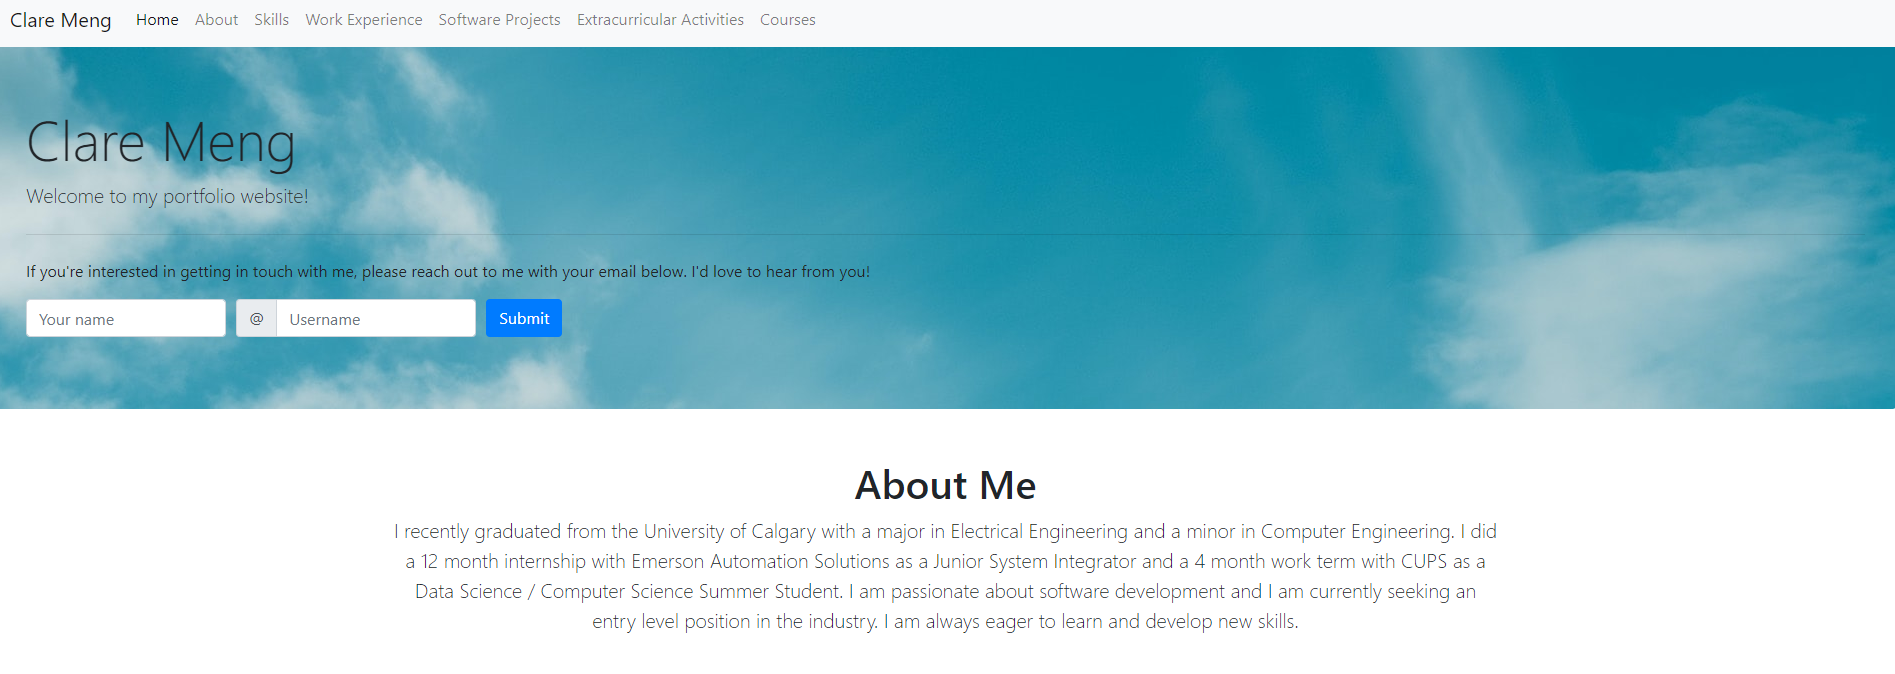 Clare Meng Home About Skills Work Experience Software Projects Extracurricular Activities Courses
Clare Meng
Welcome to my portfolio website!
If you're interested in getting in touch with me, please reach out to me with your email below. I'd love to hear from you!
Your name @ Username Submit
About Me
I recently graduated from the University of Calgary with a major in Electrical Engineering and a minor in Computer Engineering. I did
a 12 month internship with Emerson Automation Solutions as a Junior System Integrator and a 4 month work term with CUPS as a
Data Science / Computer Science Summer Student. I am passionate about software development and I am currently seeking an
entry level position in the industry. I am always eager to learn and develop new skills.